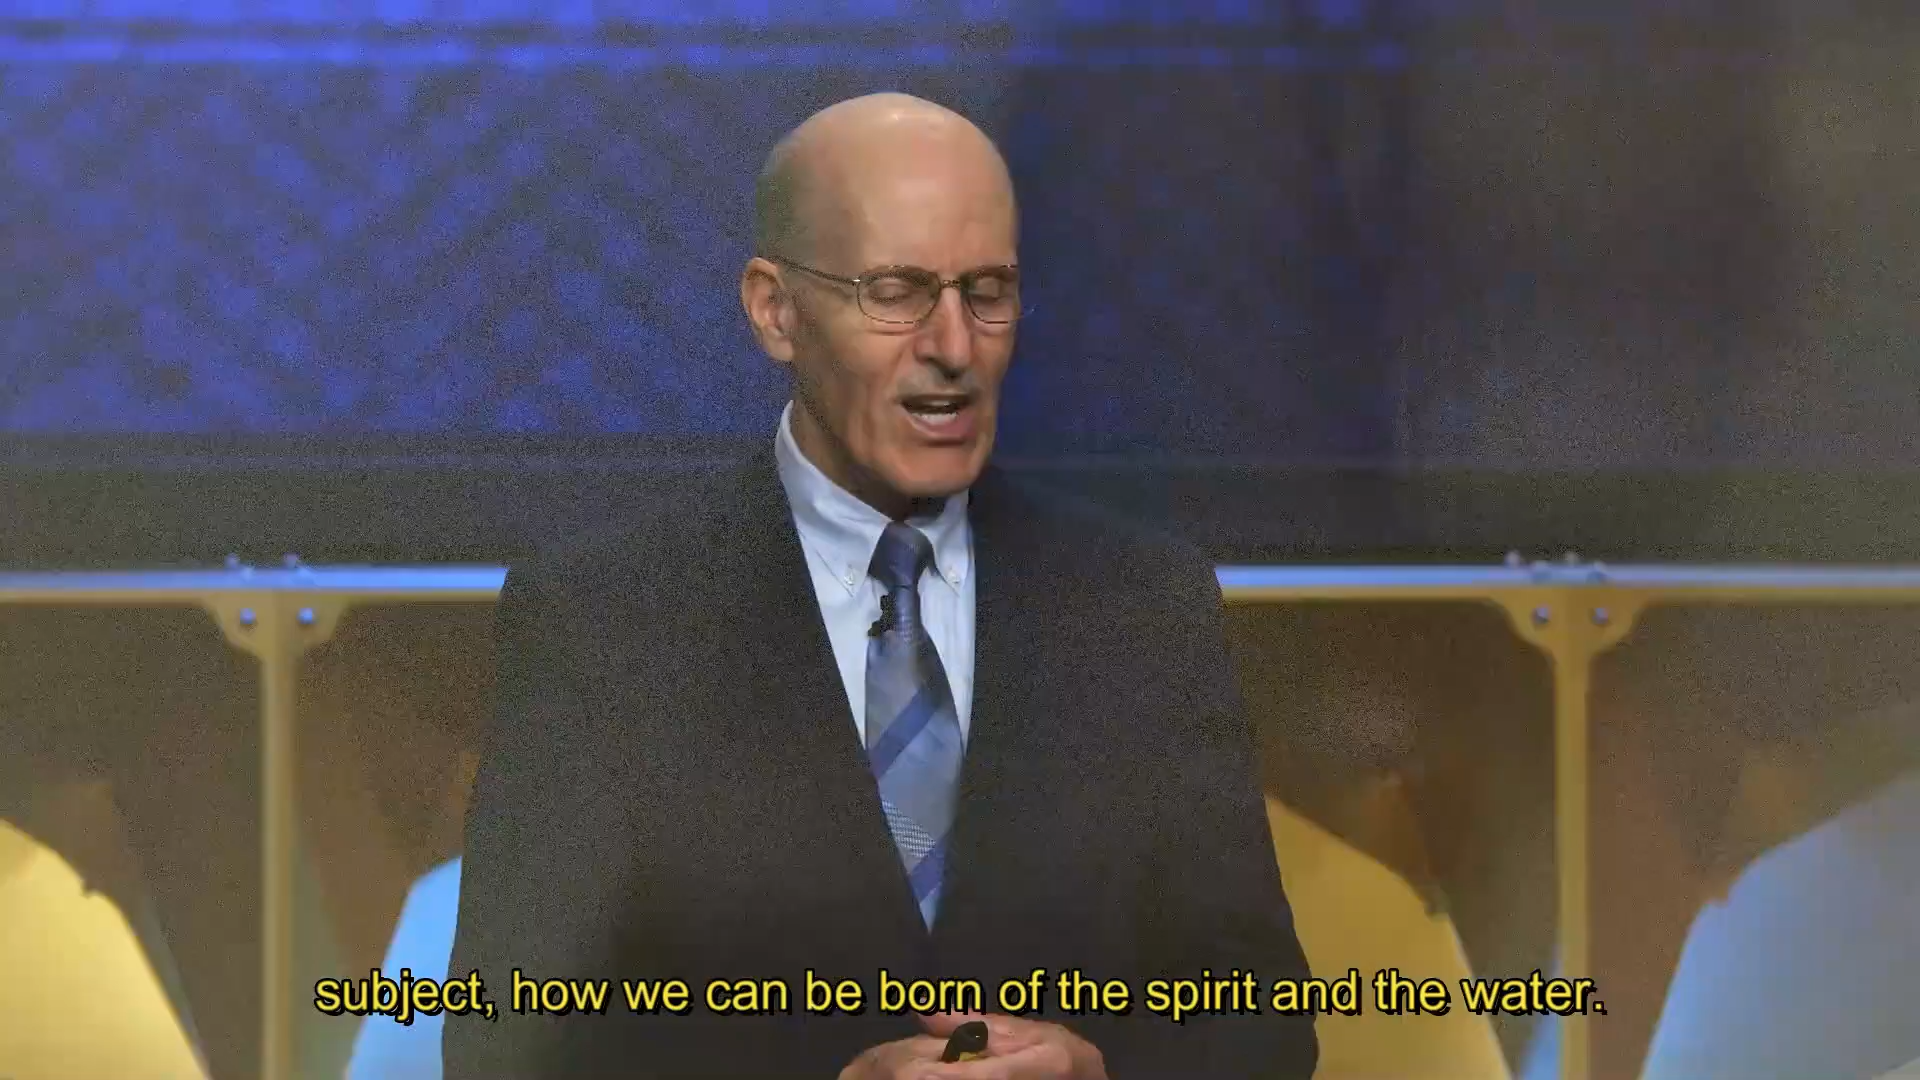 subject, how we can be born of the spirit and the water.